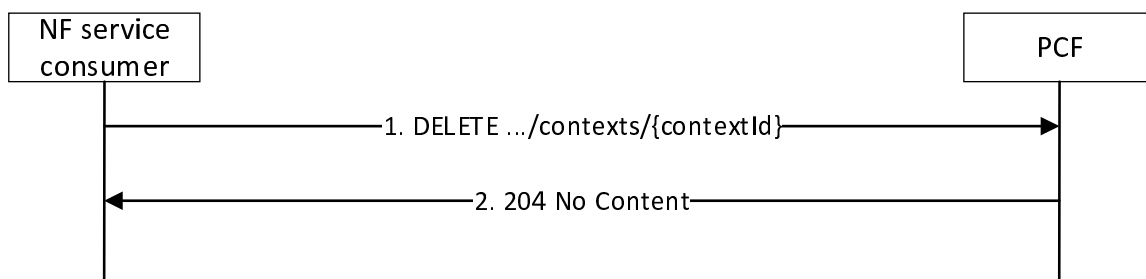 NF service
consumer
PCF
1. DELETE .../contexts/{contextId}
2. 204 No Content